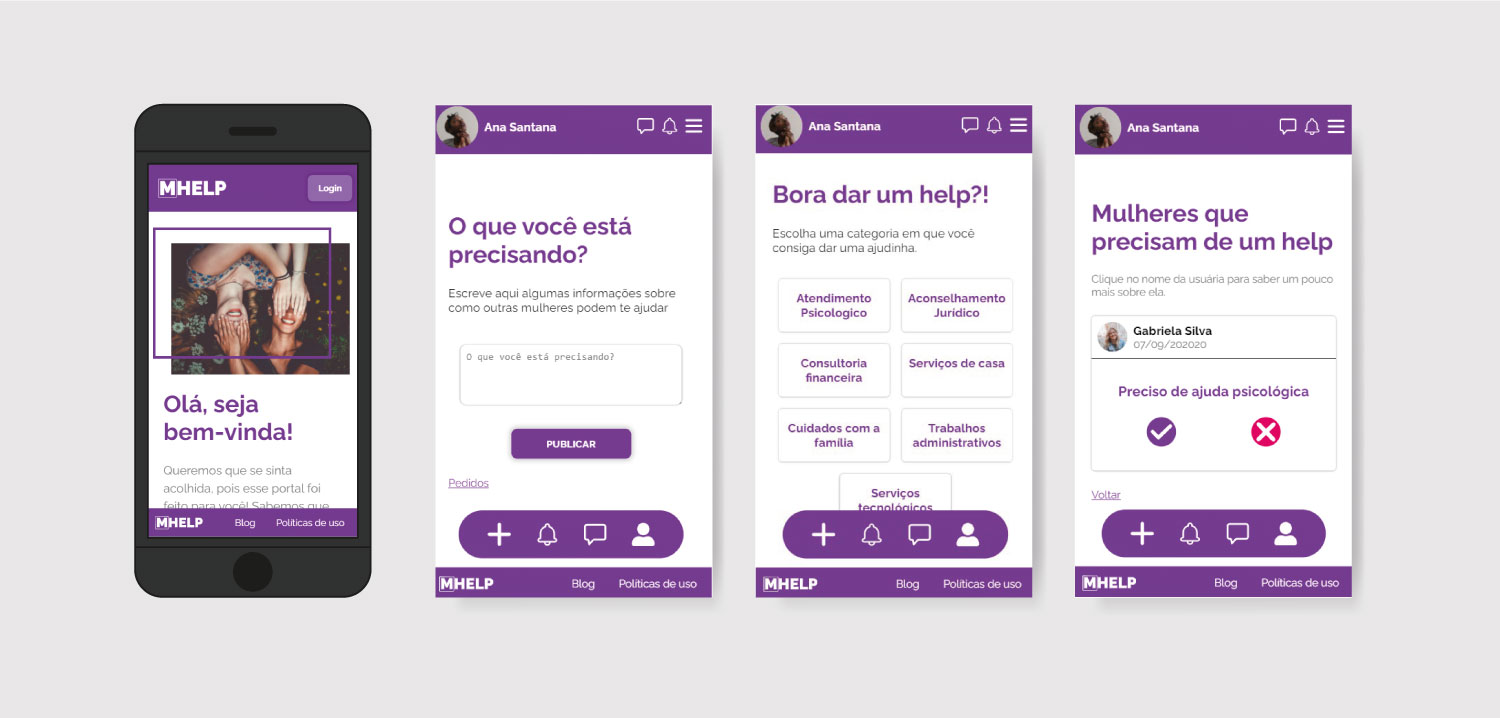 MHELP
Login
Olá, seja
bem-vinda!
Queremos que se sinta
acolhida, pois esse portal foi
feito para você! Sabemos que
MHELP Blog Políticas de uso
Ana Santana
O que você está
precisando?
Escreve aqui algumas informações sobre
como outras mulheres podem te ajudar
O que você está precisando?
PUBLICAR
Pedidos
MHELP Blog Políticas de uso
Ana Santana
Bora dar um help?!
Escolha uma categoria em que você
consiga dar uma ajudinha.
Atendimento
Psicologico
Aconselhamento
Jurídico
Consultoria
financeira
Serviços de casa
Cuidados com a
família
Trabalhos
administrativos
Serviços
tecnológicos
MHELP Blog Políticas de uso
Ana Santana
Mulheres que
precisam de um help
Clique no nome da usuária para saber um pouco
mais sobre ela.
Gabriela Silva
07/09/202020
Preciso de ajuda psicológica
Voltar
MHELP Blog Políticas de uso